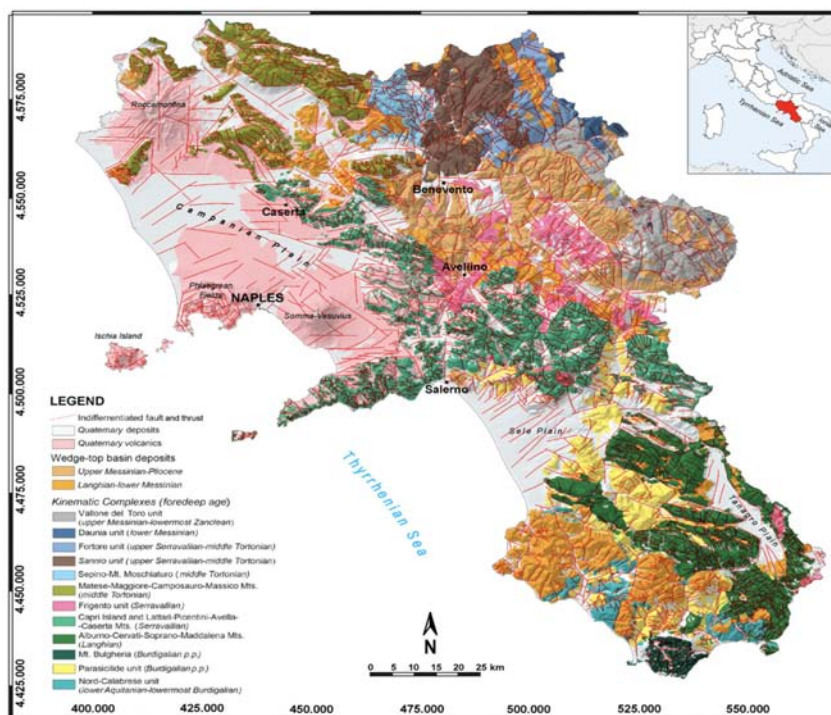 4.575.000
4.550.000
4.525.000
4.500.000
4.475.000
4.450.000
4.425.000
400.000
425.000
450.000
475.000
500.000
525.000
550.000
Adriatic Sea
Tyrrhenian Sea
Ionian
Sea
Roccamonfina
Benevento
Caserta
Campanian Plain
Avellino
Phlaegrean
Fields
NAPLES
Somma-Vesuvius
Ischia Island
Salerno
Sele Plain
Tanagro Plain
Thyrrhenian Sea
LEGEND
Indifferentiated fault and thrust
Quaternary deposits
Quaternary volcanics
Wedge-top basin deposits
Upper Messinian-Pliocene
Langhian-lower Messinian
Kinematic Complexes (foredeep age)
Vallone del Toro unit
(upper Messinian-lowermost Zanclean)
Daunia unit (lower Messinian)
Fortore unit (upper Serravallian-middle Tortonian)
Sannio unit (upper Serravallian-middle Tortonian)
Sepino-Mt. Moschiaturo (middle Tortonian)
Matese-Maggiore-Camposauro-Massico Mts.
(middle Tortonian)
Frigento unit (Serravallian)
Capri Island and Lattari-Picentini-Avella-
-Caserta Mts. (Serravallian)
Alburno-Cervati-Soprano-Maddalena Mts.
(Langhian)
Mt. Bulgheria (Burdigalian p.p.)
Parasicilide unit (Burdigalian p.p.)
Nord-Calabrese unit
(lower Aquitanian-lowermost Burdigalian)
N
0 5 10 15 20 25 km